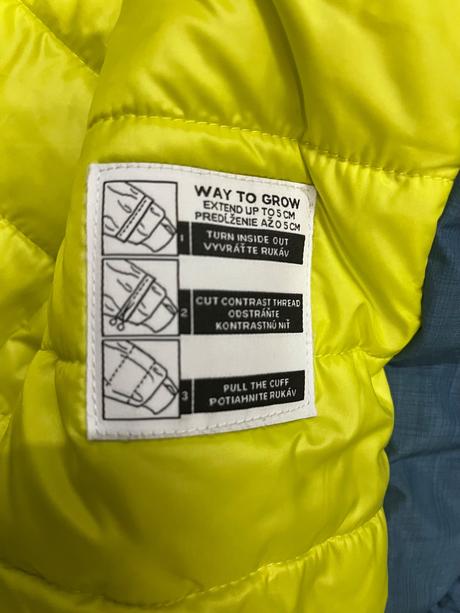 WAY TO GROW
EXTEND UP TO 5 CM
PREDĹŽENIE AŽ O 5 CM
1
TURN INSIDE OUT
VYVRÁŤTE RUKÁV
2
CUT CONTRAST THREAD
ODSTRÁŇTE
KONTRASTNÚ NIŤ
3
PULL THE CUFF
POTIAHNITE RUKÁV